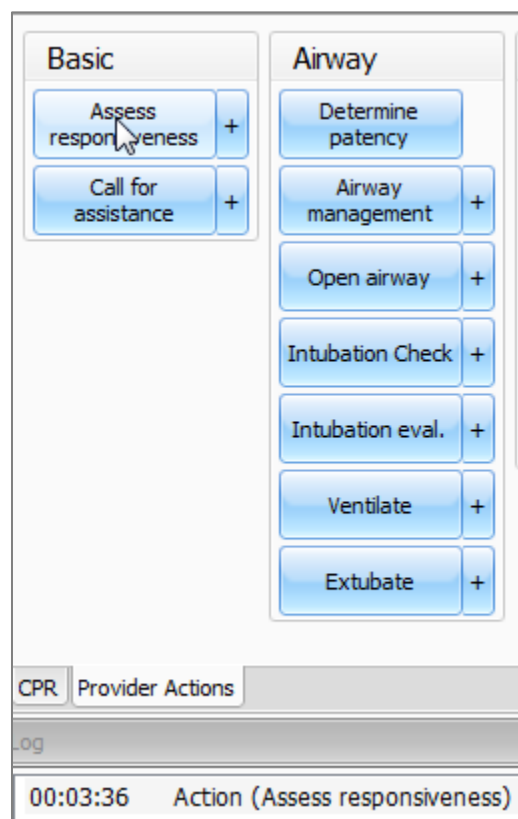 Basic
Assess
responsiveness
+
Call for
assistance
+
Airway
Determine
patency
Airway
management
+
Open airway
+
Intubation Check
+
Intubation eval.
+
Ventilate
+
Extubate
+
CPR
Provider Actions
Log
00:03:36 Action (Assess responsiveness)